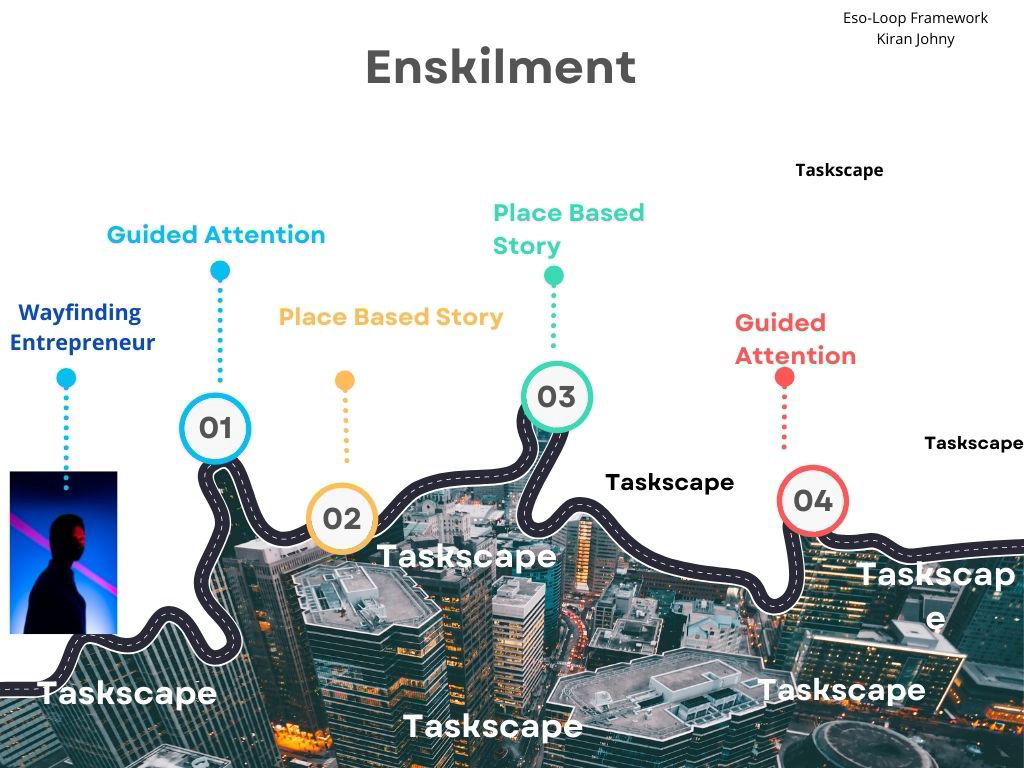 Eso-Loop Framework
Kiran Johny
Enskilment
Taskscape
Place Based
Story
Guided Attention
Wayfinding
Entrepreneur
Place Based Story
Guided
Attention
03
01
Taskscape
Taskscape
04
02
Taskscape
Taskscap
e
Taskscape
Taskscape
Taskscape